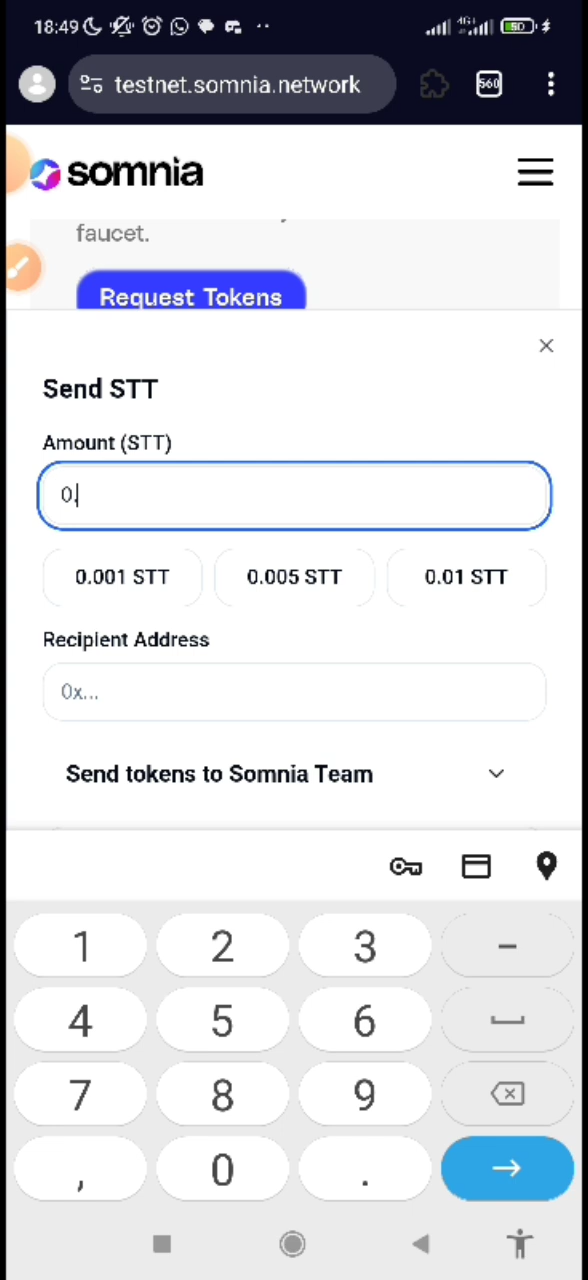 18:49 4G+ 50
testnet.somnia.network 560
somnia
faucet.
Request Tokens
Send STT
Amount (STT)
0.
0.001 STT 0.005 STT 0.01 STT
Recipient Address
0x...
Send tokens to Somnia Team
1 2 3 -
4 5 6
7 8 9
, 0 .